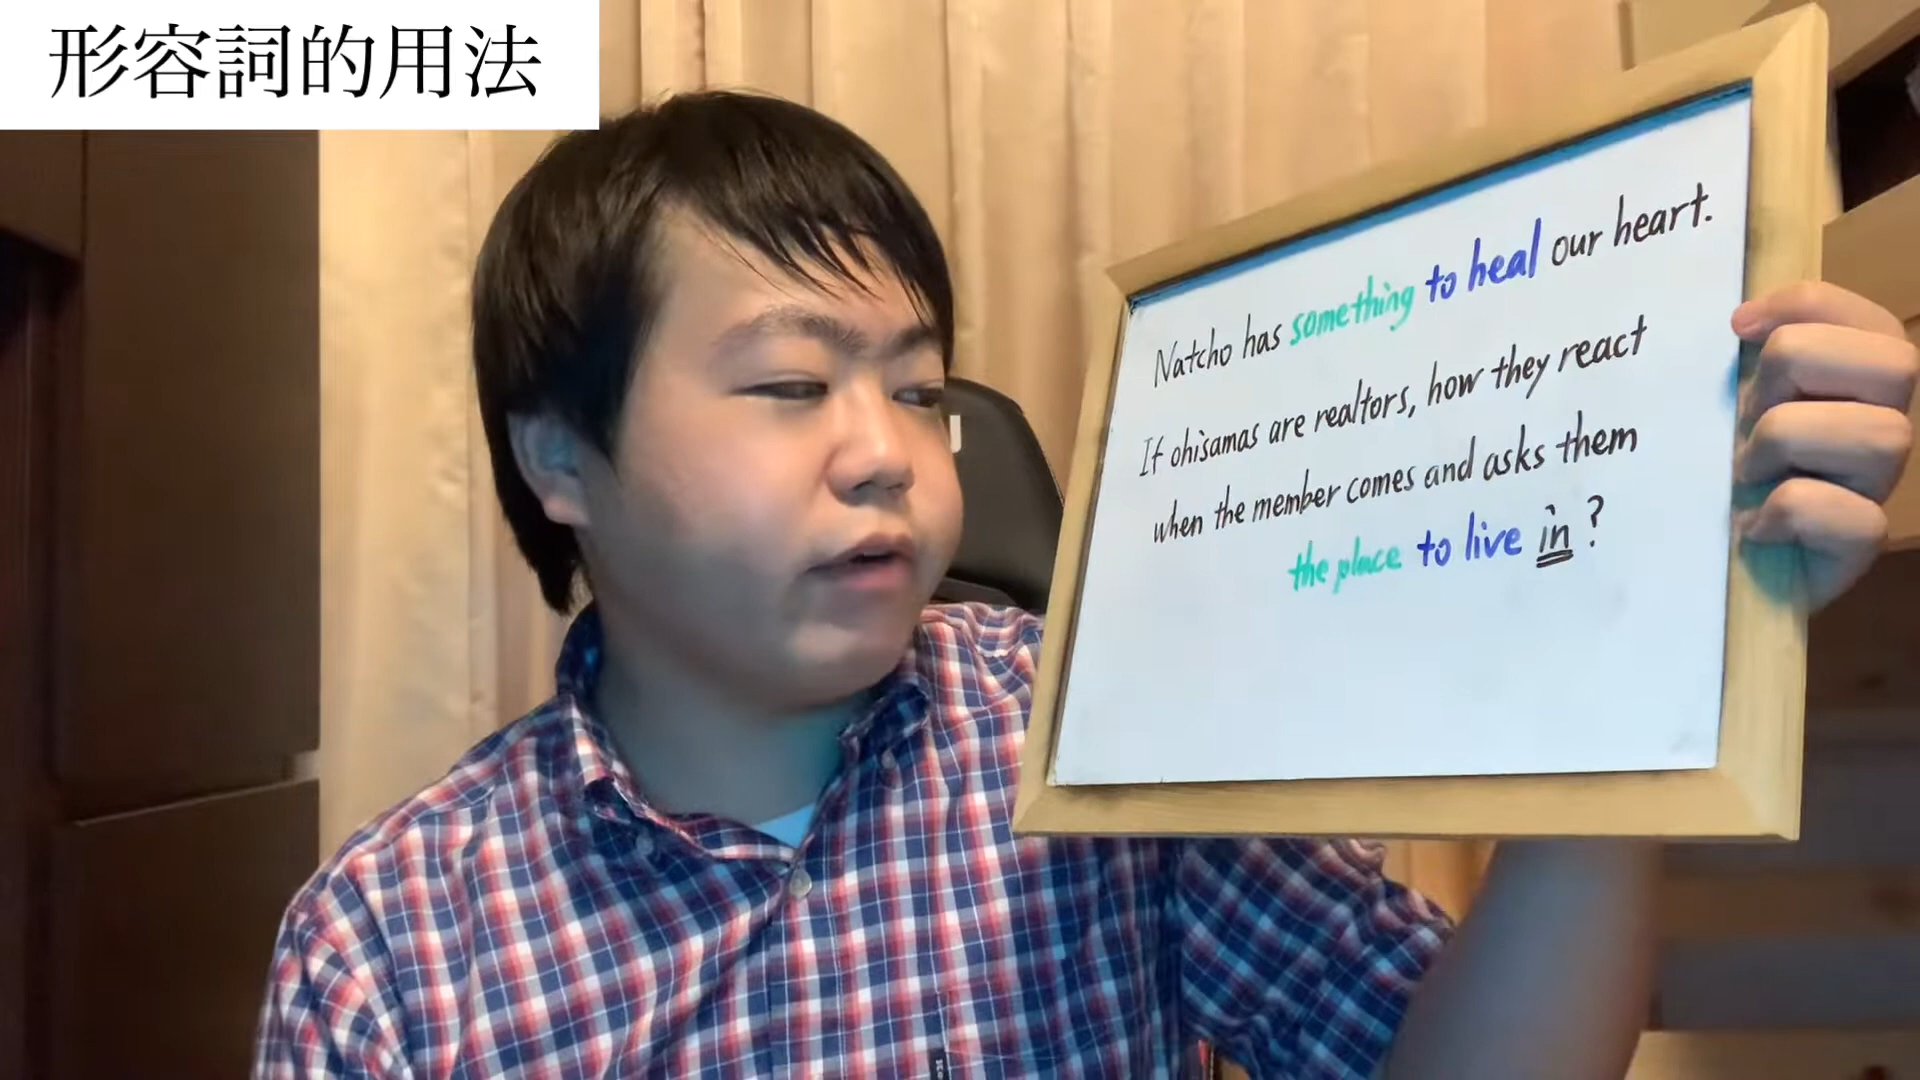 形容詞的用法
Natcho has something to heal our heart.
If ohisamas are realtors, how they react
when the member comes and asks them
the place to live in?